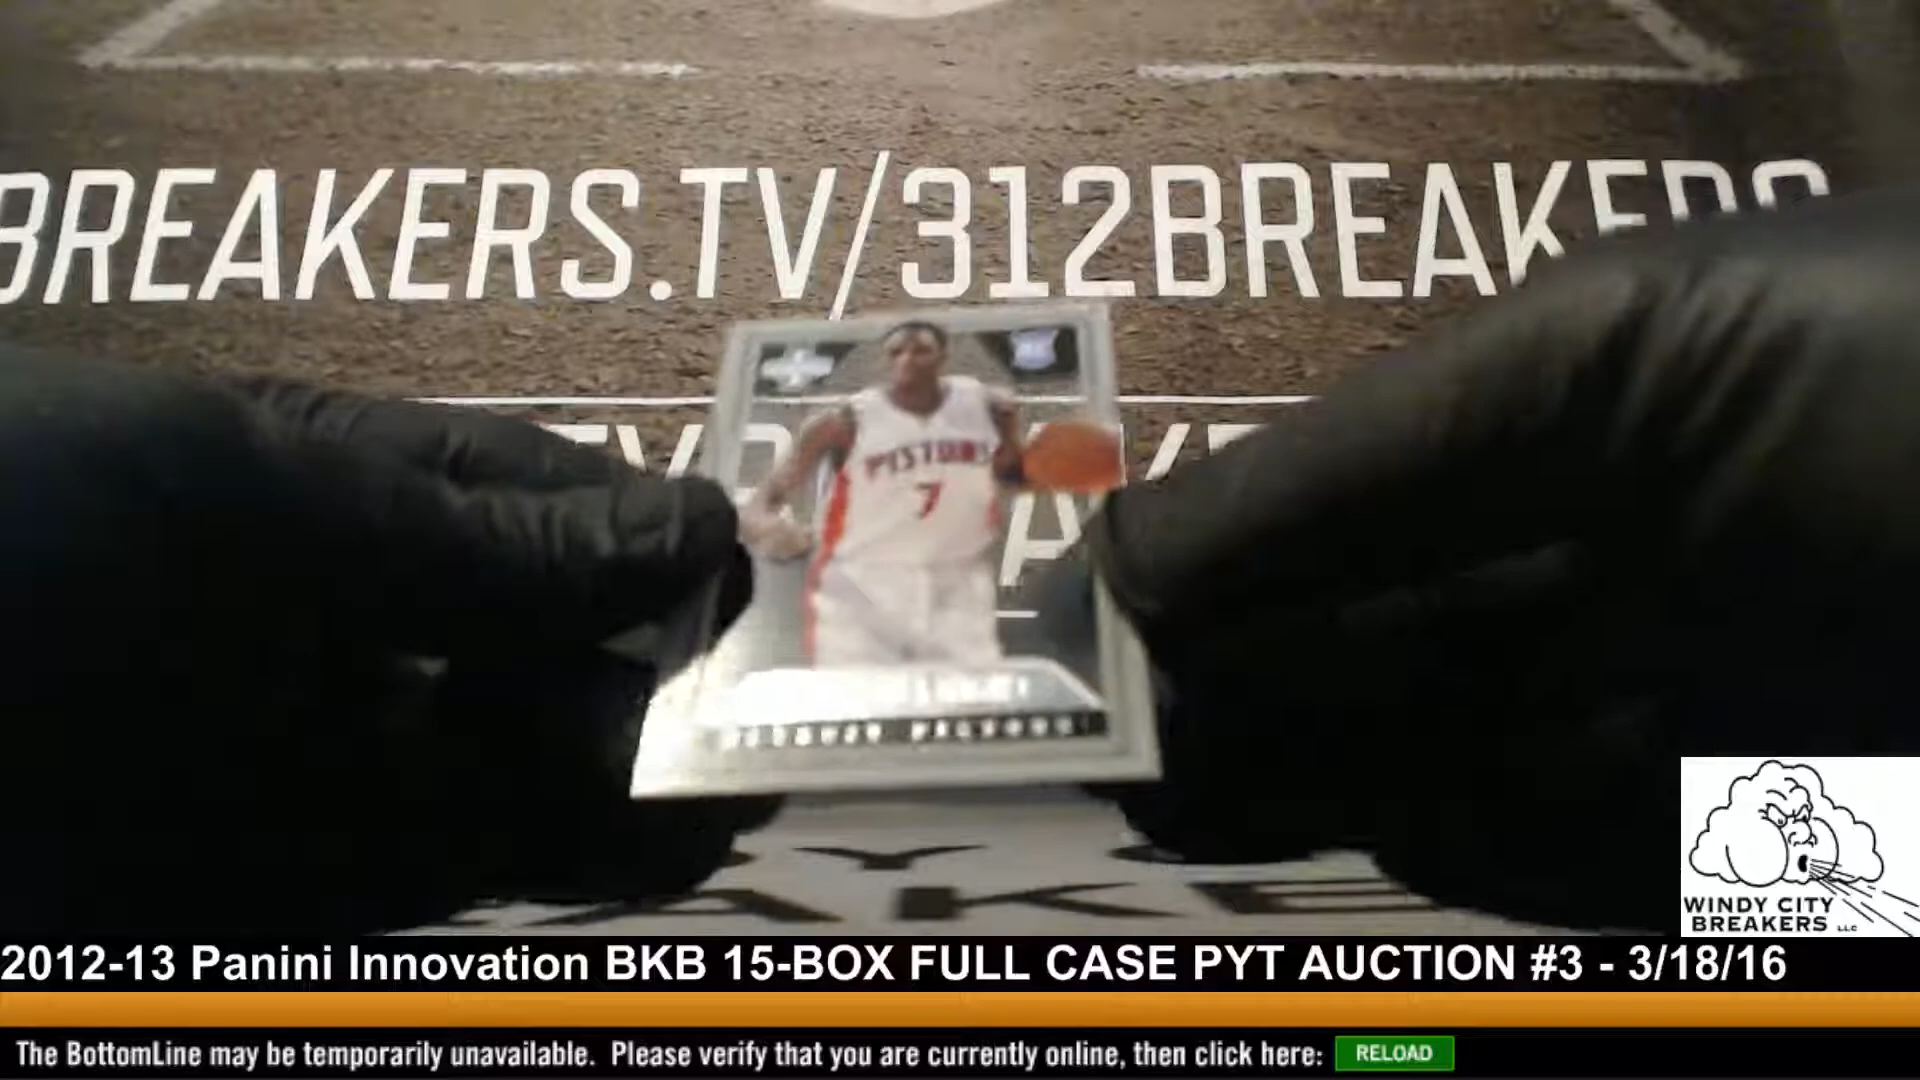 BREAKERS.TV/312BREAKERS
PISTONS
7
WINDY CITY
BREAKERS LLC
2012-13 Panini Innovation BKB 15-BOX FULL CASE PYT AUCTION #3 - 3/18/16
The BottomLine may be temporarily unavailable. Please verify that you are currently online, then click here: RELOAD